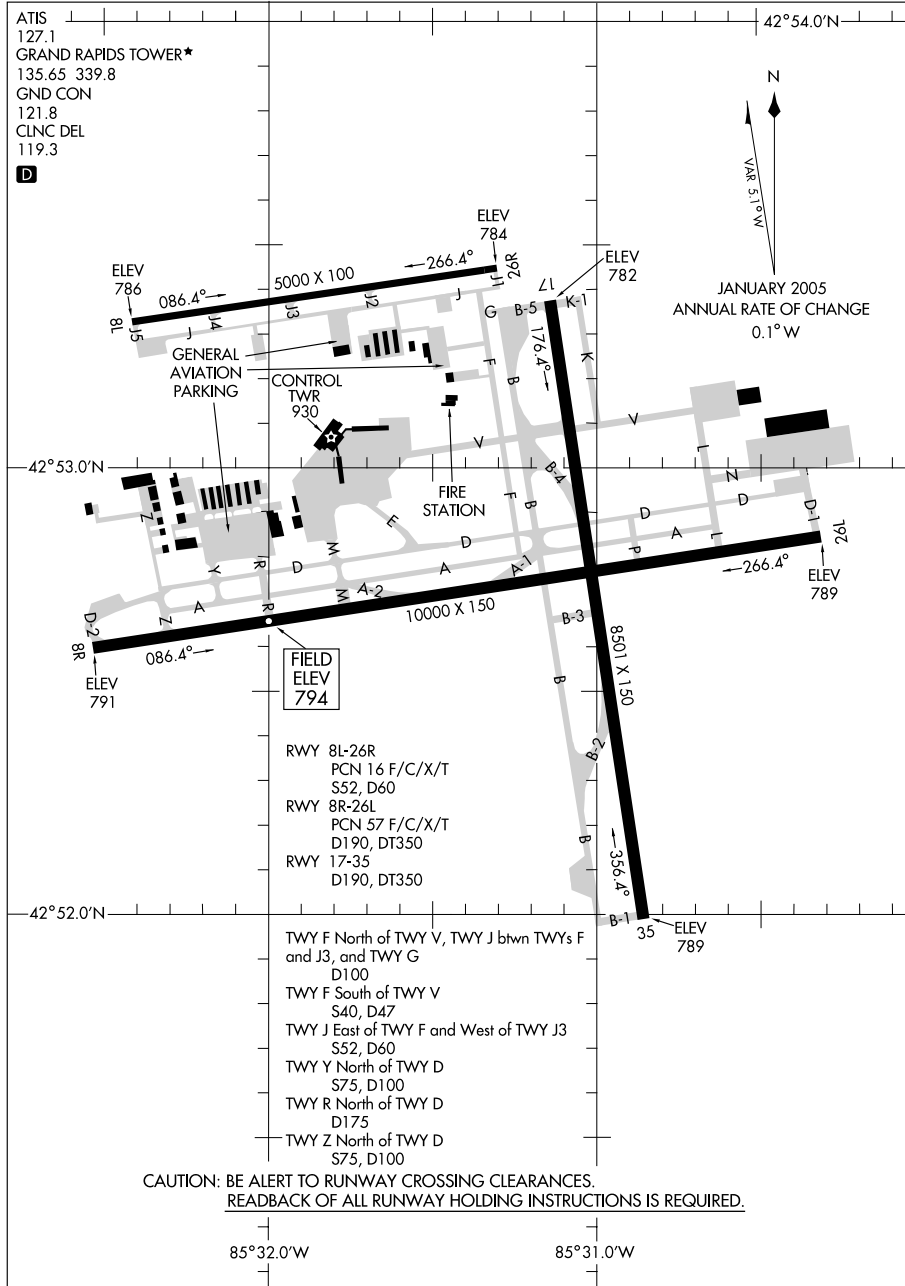 ATIS
127.1
GRAND RAPIDS TOWER★
135.65 339.8
GND CON
121.8
CLNC DEL
119.3
D
42°54.0'N
N
VAR 5.1°W
JANUARY 2005
ANNUAL RATE OF CHANGE
0.1°W
ELEV
784
ELEV
786
ELEV
782
26R
266.4°
5000 X 100
086.4°
8L
J5
J4
J3
J2
J1
J
J
G
B-5
17
K-1
176.4°
K
F
B
GENERAL
AVIATION
PARKING
CONTROL
TWR
930
V
V
42°53.0'N
FIRE
STATION
B-4
F
B
L
N
D
D-1
26L
Z
E
D
D
A
P
L
266.4°
ELEV
789
Y
R
D
M
A
A-1
Z
A
R
M
A-2
10000 X 150
D-2
8R
086.4°
ELEV
791
FIELD
ELEV
794
B-3
8501 X 150
B
B-2
B
356.4°
RWY 8L-26R
PCN 16 F/C/X/T
S52, D60
RWY 8R-26L
PCN 57 F/C/X/T
D190, DT350
RWY 17-35
D190, DT350
42°52.0'N
B-1
35
ELEV
789
TWY F North of TWY V, TWY J btwn TWYs F
and J3, and TWY G
D100
TWY F South of TWY V
S40, D47
TWY J East of TWY F and West of TWY J3
S52, D60
TWY Y North of TWY D
S75, D100
TWY R North of TWY D
D175
TWY Z North of TWY D
S75, D100
CAUTION: BE ALERT TO RUNWAY CROSSING CLEARANCES.
READBACK OF ALL RUNWAY HOLDING INSTRUCTIONS IS REQUIRED.
85°32.0'W
85°31.0'W